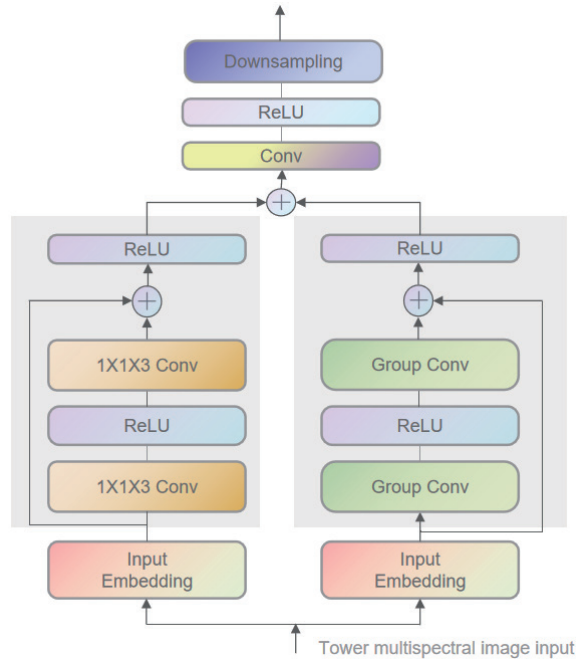 Downsampling
ReLU
Conv
+
ReLU
ReLU
+
+
1X1X3 Conv
Group Conv
ReLU
ReLU
1X1X3 Conv
Group Conv
Input
Embedding
Input
Embedding
Tower multispectral image input